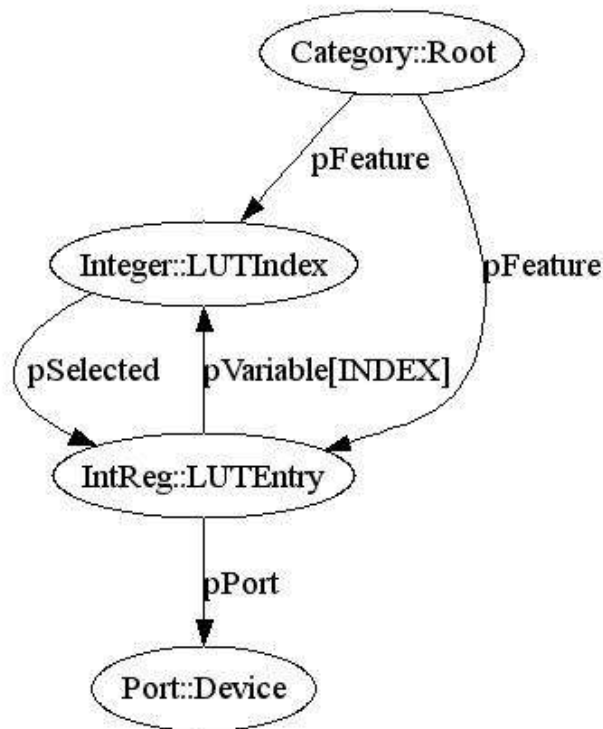 Category::Root
pFeature
Integer::LUTIndex
pFeature
pSelected
pVariable[INDEX]
IntReg::LUTEntry
pPort
Port::Device